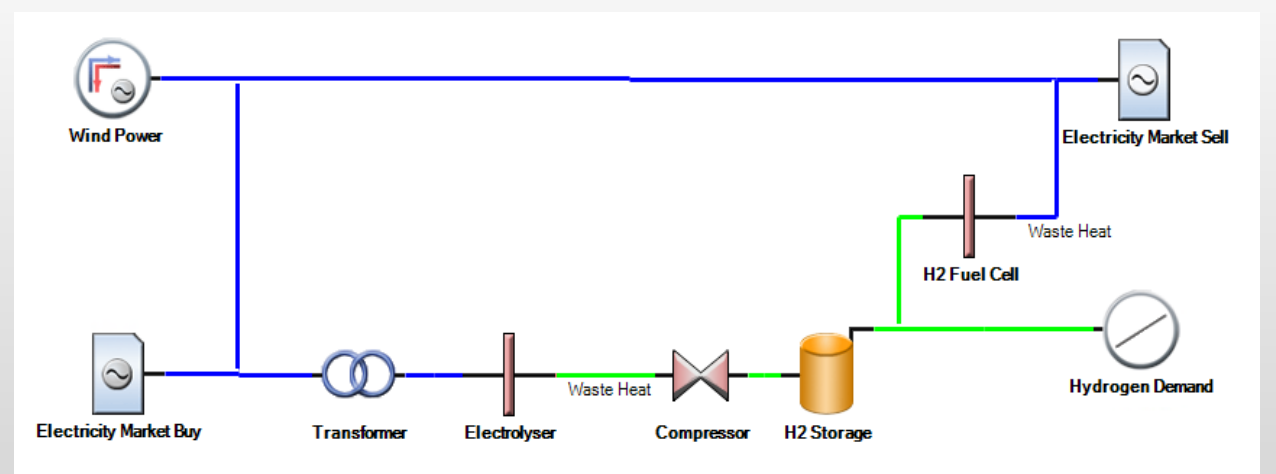 Wind Power
Electricity Market Sell
Waste Heat
H2 Fuel Cell
Waste Heat
Hydrogen Demand
Electricity Market Buy
Transformer
Electrolyser
Compressor
H2 Storage